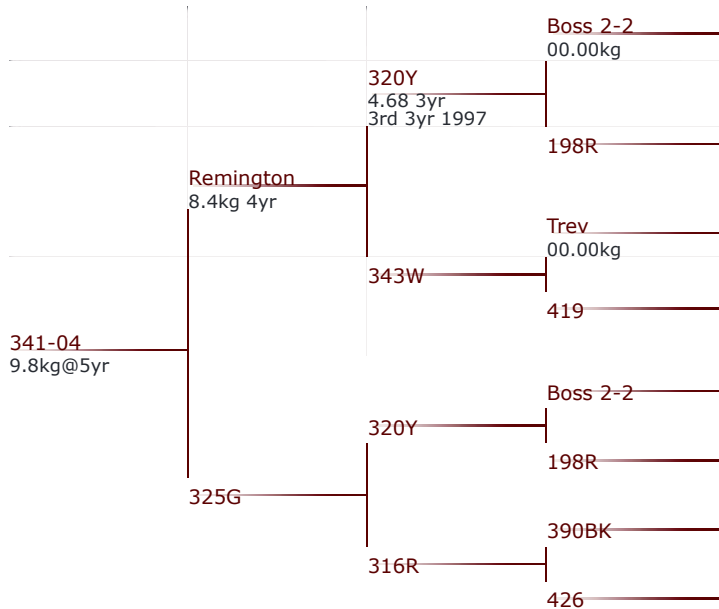 Boss 2-2
00.00kg
320Y
4.68 3yr
3rd 3yr 1997
198R
Remington
8.4kg 4yr
Trev
00.00kg
343W
419
341-04
9.8kg@5yr
Boss 2-2
320Y
198R
325G
390BK
316R
426